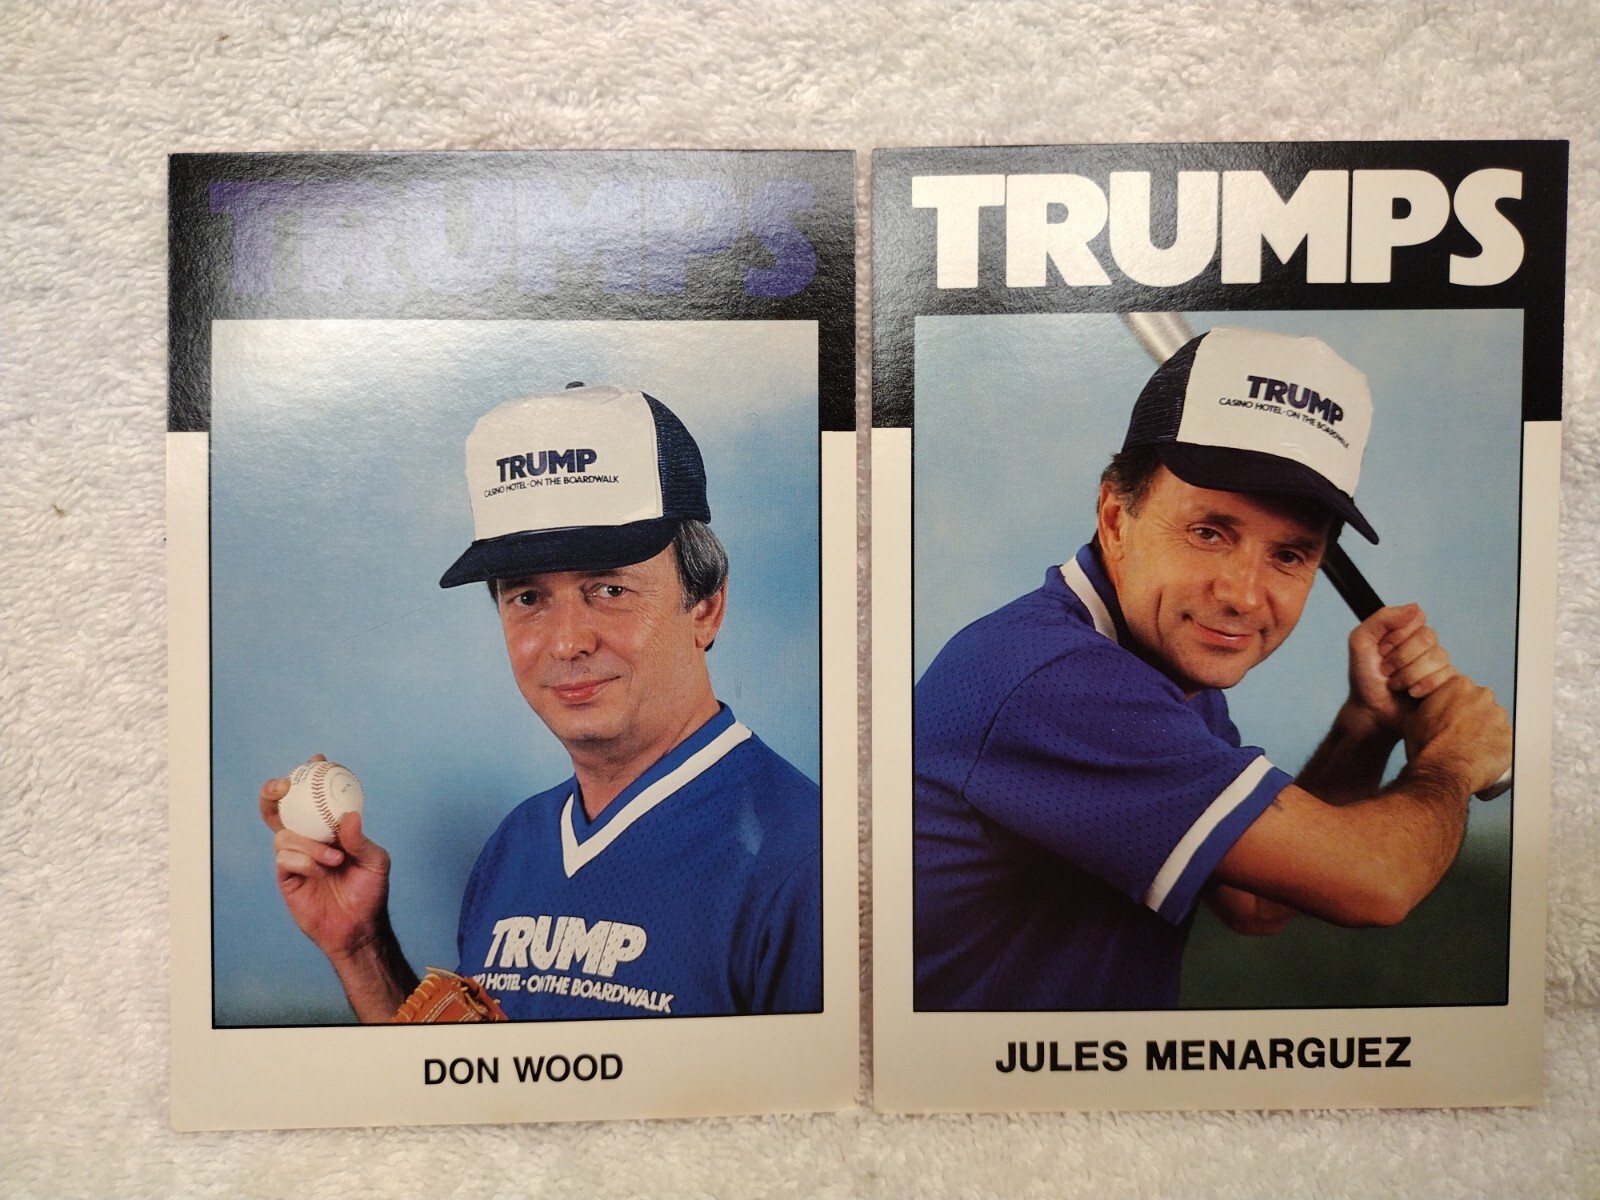 TRUMPS
TRUMP
CASINO HOTEL·ON THE BOARDWALK
TRUMP
HOTEL·ON THE BOARDWALK
DON WOOD
TRUMPS
TRUMP
CASINO HOTEL·ON THE BOARDWALK
JULES MENARGUEZ